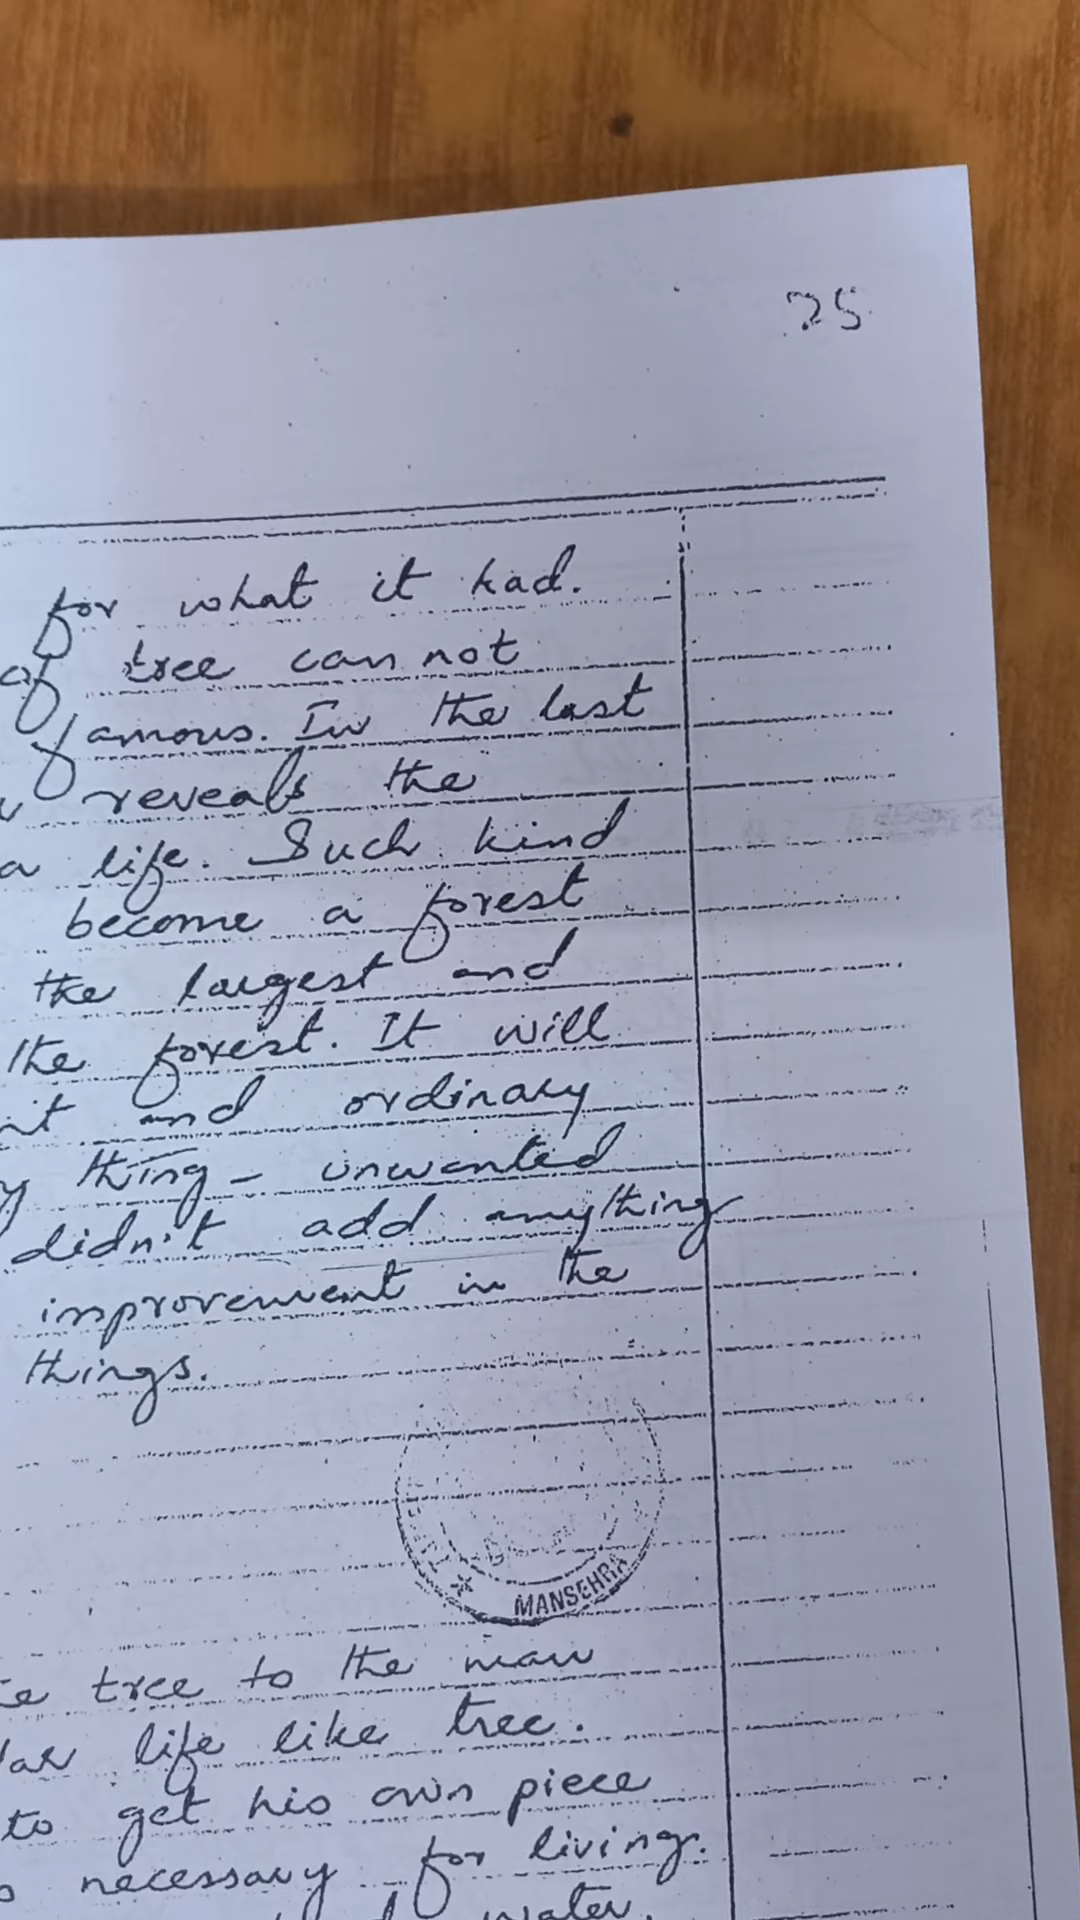 25
for what it had.
of tree can not
famous. In the last
reveals the
a life. Such kind
become a forest
the largest and
the forest. It will
and ordinary
thing - unwanted
didn't add anything
improvement in the
things.
MANSEHRA
tree to the man
life like tree.
to get his own piece
necessary for living.
water.